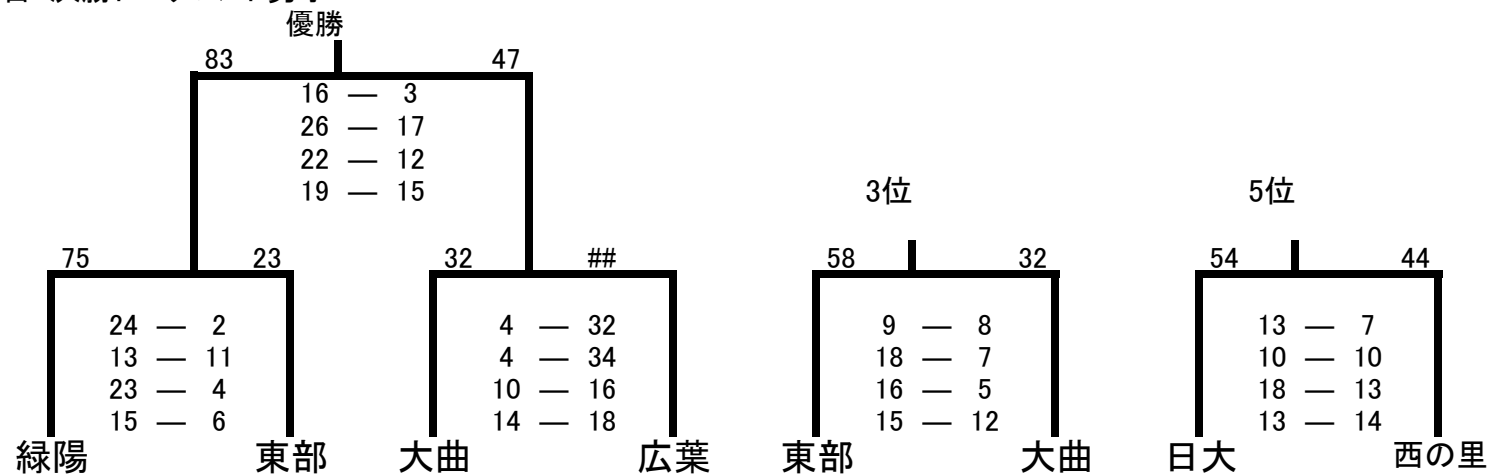 優勝
83 47
16 — 3
26 — 17
22 — 12
19 — 15
3位 5位
75 23 32 ## 58 32 54 44
24 — 2 4 — 32 9 — 8 13 — 7
13 — 11 4 — 34 18 — 7 10 — 10
23 — 4 10 — 16 16 — 5 18 — 13
15 — 6 14 — 18 15 — 12 13 — 14
緑陽 東部 大曲 広葉 東部 大曲 日大 西の里